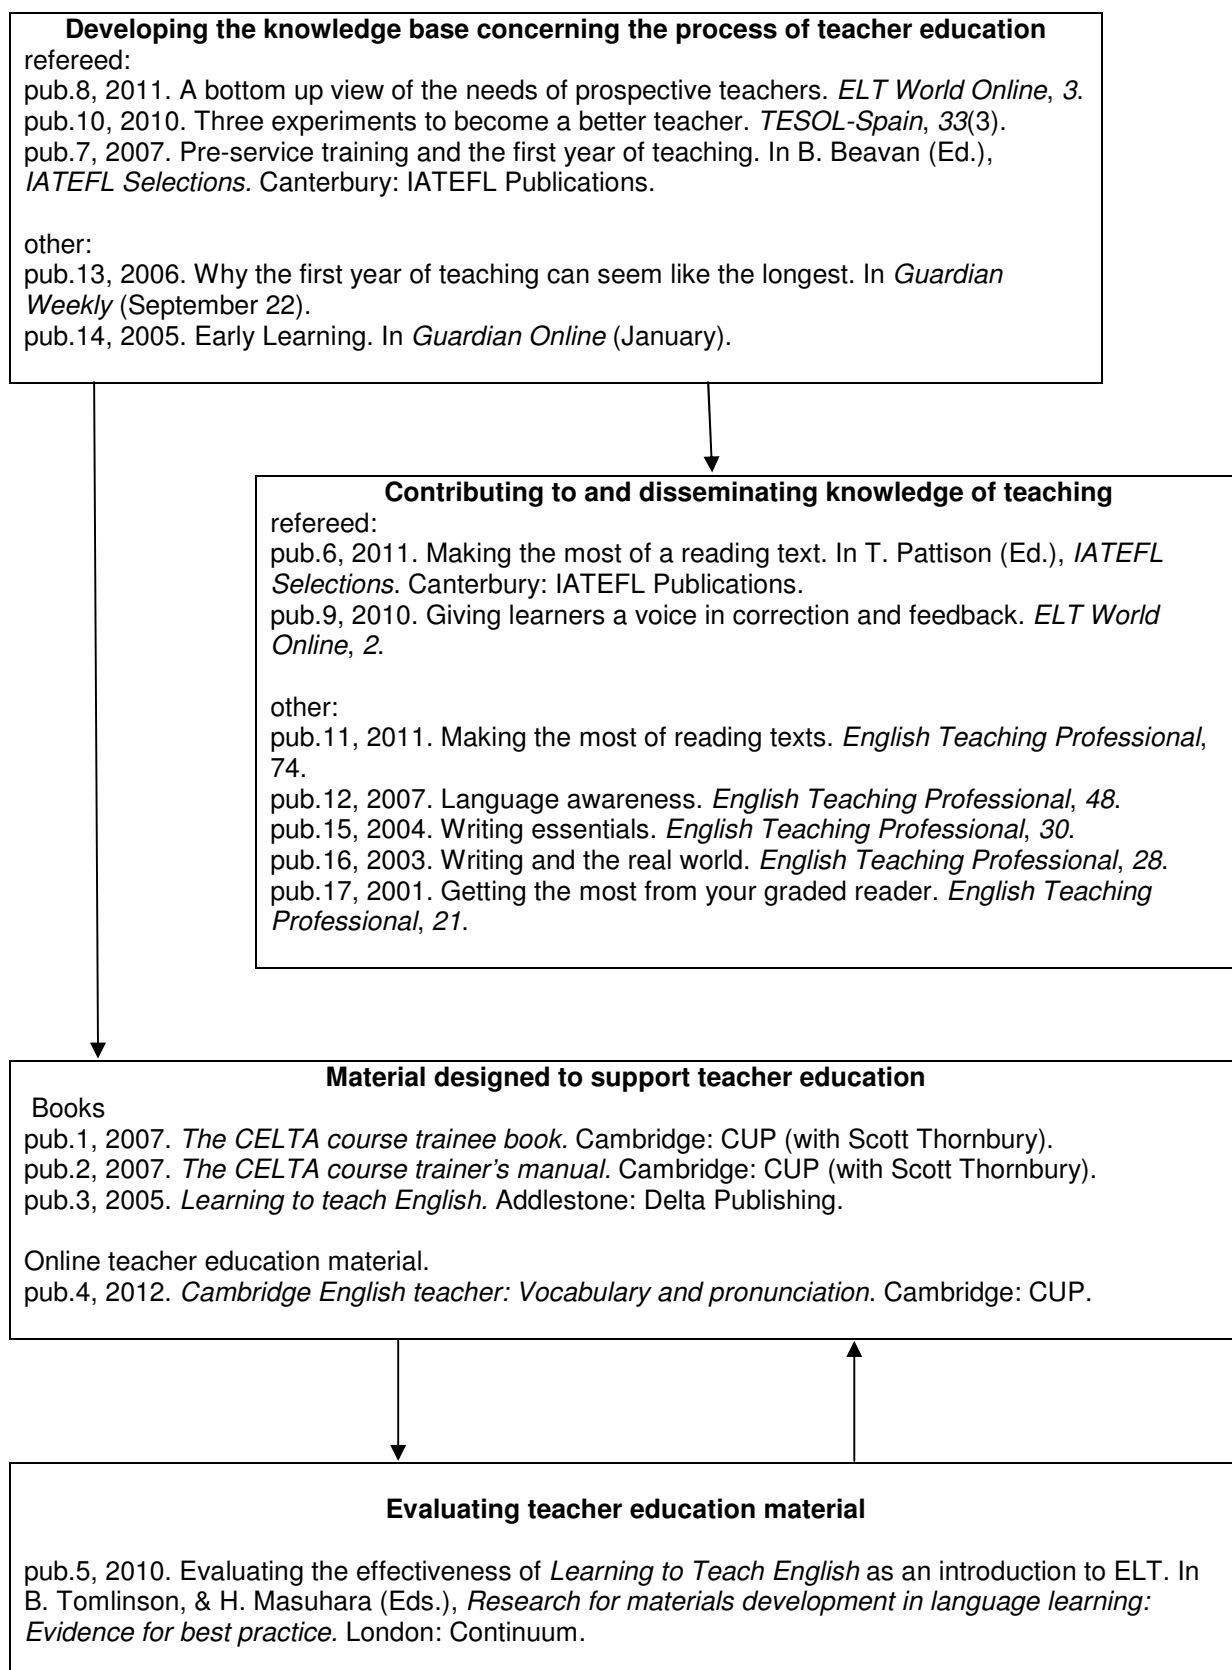 Developing the knowledge base concerning the process of teacher education
refereed:
pub.8, 2011. A bottom up view of the needs of prospective teachers. ELT World Online, 3.
pub.10, 2010. Three experiments to become a better teacher. TESOL-Spain, 33(3).
pub.7, 2007. Pre-service training and the first year of teaching. In B. Beavan (Ed.),
IATEFL Selections. Canterbury: IATEFL Publications.
other:
pub.13, 2006. Why the first year of teaching can seem like the longest. In Guardian
Weekly (September 22).
pub.14, 2005. Early Learning. In Guardian Online (January).
Contributing to and disseminating knowledge of teaching
refereed:
pub.6, 2011. Making the most of a reading text. In T. Pattison (Ed.), IATEFL
Selections. Canterbury: IATEFL Publications.
pub.9, 2010. Giving learners a voice in correction and feedback. ELT World
Online, 2.
other:
pub.11, 2011. Making the most of reading texts. English Teaching Professional,
74.
pub.12, 2007. Language awareness. English Teaching Professional, 48.
pub.15, 2004. Writing essentials. English Teaching Professional, 30.
pub.16, 2003. Writing and the real world. English Teaching Professional, 28.
pub.17, 2001. Getting the most from your graded reader. English Teaching
Professional, 21.
Material designed to support teacher education
Books
pub.1, 2007. The CELTA course trainee book. Cambridge: CUP (with Scott Thornbury).
pub.2, 2007. The CELTA course trainer's manual. Cambridge: CUP (with Scott Thornbury).
pub.3, 2005. Learning to teach English. Addlestone: Delta Publishing.
Online teacher education material.
pub.4, 2012. Cambridge English teacher: Vocabulary and pronunciation. Cambridge: CUP.
Evaluating teacher education material
pub.5, 2010. Evaluating the effectiveness of Learning to Teach English as an introduction to ELT. In
B. Tomlinson, & H. Masuhara (Eds.), Research for materials development in language learning:
Evidence for best practice. London: Continuum.